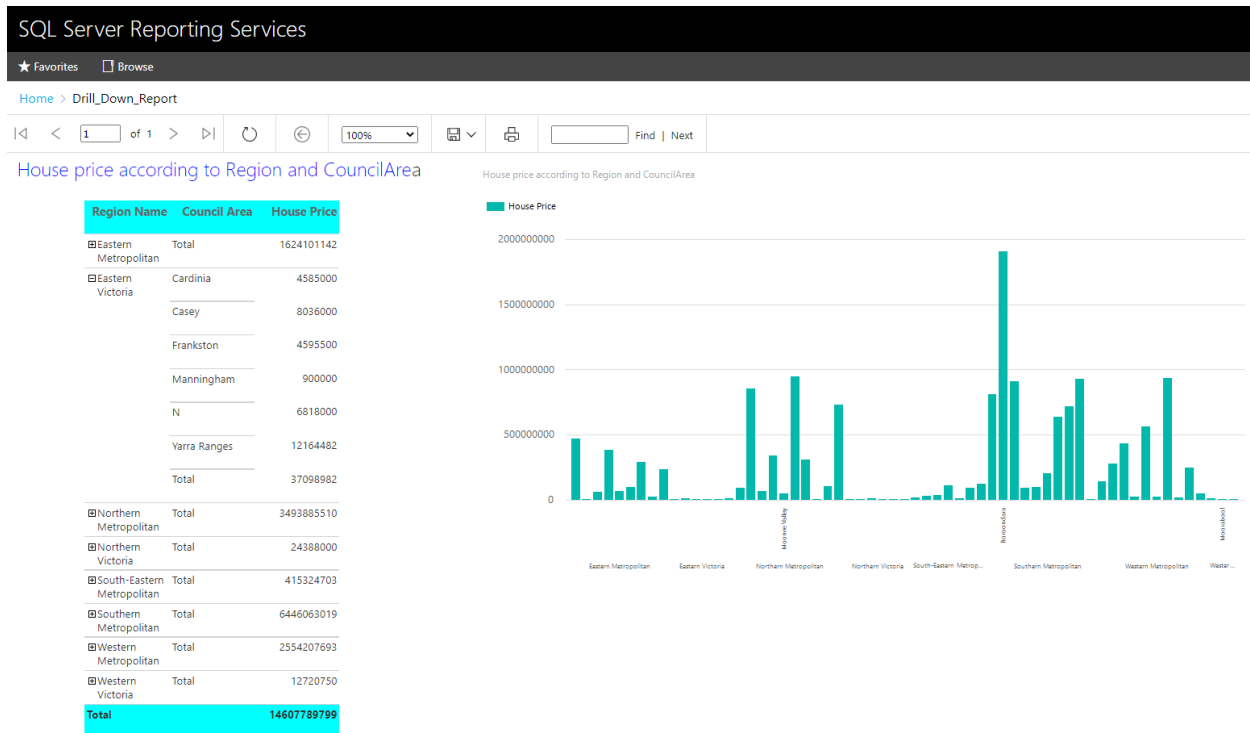 SQL Server Reporting Services
Favorites Browse
Home > Drill_Down_Report
1 of 1 100% Find | Next
House price according to Region and CouncilArea
Region Name Council Area House Price
Eastern Metropolitan Total 1624101142
Eastern Victoria Cardinia 4585000
Casey 8036000
Frankston 4595500
Manningham 900000
N 6818000
Yarra Ranges 12164482
Total 37098982
Northern Metropolitan Total 3493885510
Northern Victoria Total 24388000
South-Eastern Metropolitan Total 415324703
Southern Metropolitan Total 6446063019
Western Metropolitan Total 2554207693
Western Victoria Total 12720750
Total 14607789799
House price according to Region and CouncilArea
House Price
2000000000
1500000000
1000000000
500000000
0
Moonee Valley Boroondara Moorabool
Eastern Metropolitan Eastern Victoria Northern Metropolitan Northern Victoria South-Eastern Metrop... Southern Metropolitan Western Metropolitan Wester...